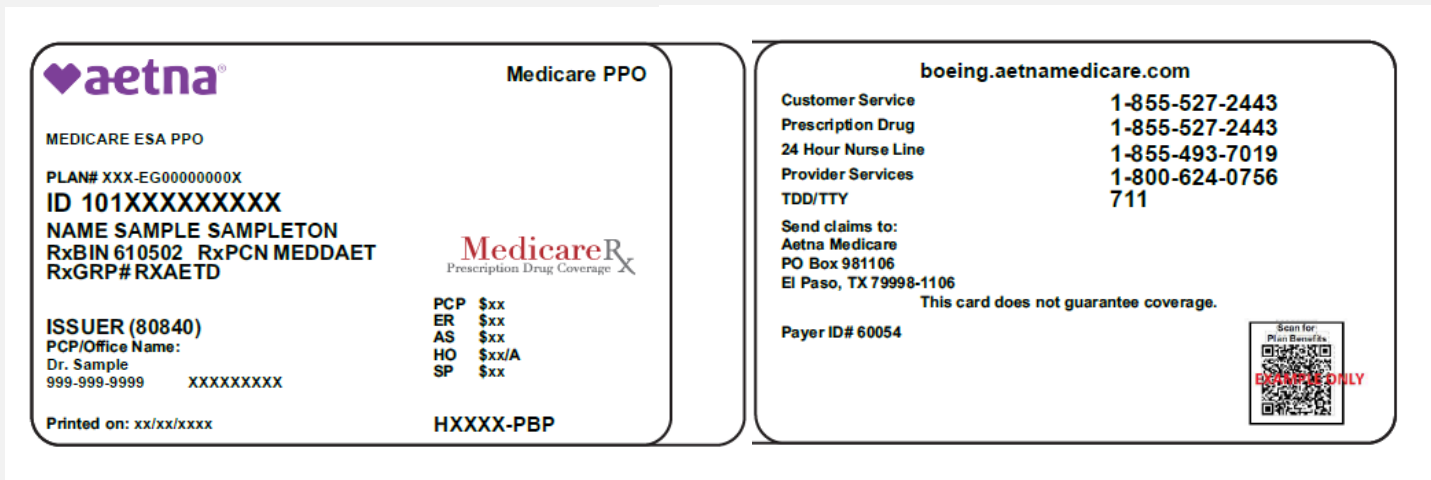 aetna®
Medicare PPO
MEDICARE ESA PPO
PLAN# XXX-EG00000000X
ID 101XXXXXXXXX
NAME SAMPLE SAMPLETON
RxBIN 610502 RxPCN MEDDAET
RxGRP# RXAETD
MedicareRx
Prescription Drug Coverage
PCP $xx
ER $xx
AS $xx
HO $xx/A
SP $xx
ISSUER (80840)
PCP/Office Name:
Dr. Sample
999-999-9999 XXXXXXXXX
Printed on: xx/xx/xxxx
HXXXX-PBP
boeing.aetnamedicare.com
Customer Service 1-855-527-2443
Prescription Drug 1-855-527-2443
24 Hour Nurse Line 1-855-493-7019
Provider Services 1-800-624-0756
TDD/TTY 711
Send claims to:
Aetna Medicare
PO Box 981106
El Paso, TX 79998-1106
This card does not guarantee coverage.
Payer ID# 60054
Scan for
Plan Benefits
EXAMPLE ONLY